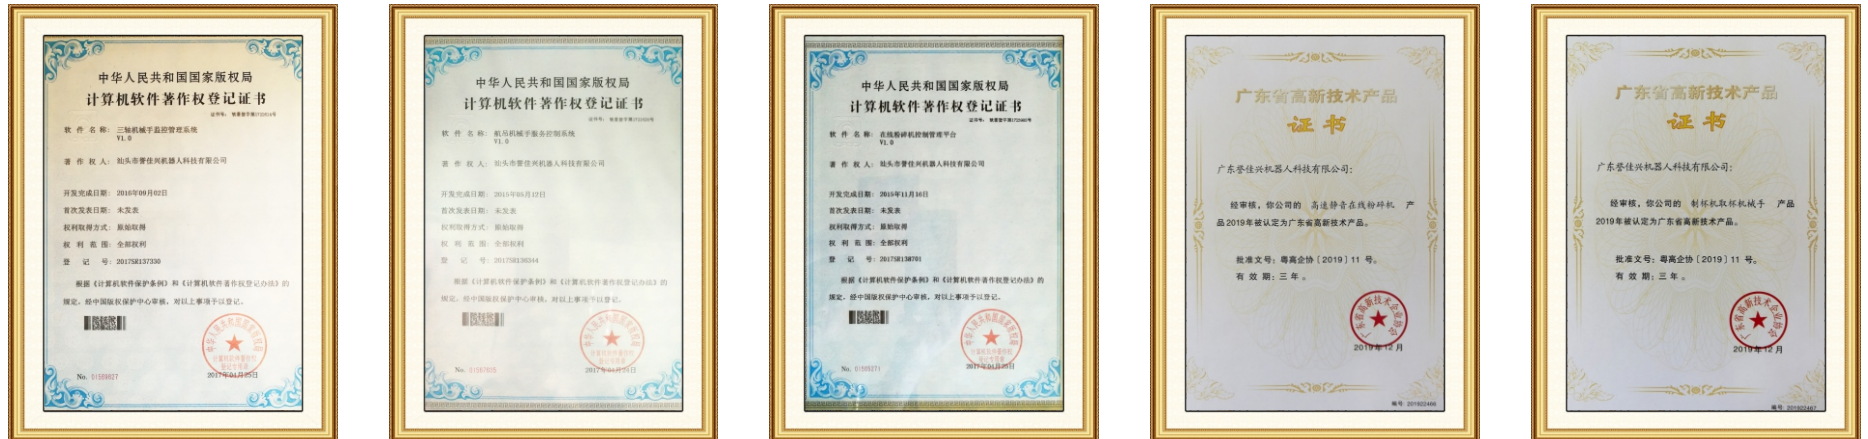 中华人民共和国国家版权局
计算机软件著作权登记证书
软件名称： 三轴机械手监控管理系统
V1.0
著作权人： 汕头市誉佳兴机器人科技有限公司
开发完成日期： 2016年09月02日
首次发表日期： 未发表
权利取得方式： 原始取得
权利范围： 全部权利
登记号： 2017SR137330
根据《计算机软件保护条例》和《计算机软件著作权登记办法》的
规定，经中国版权保护中心审核，对以上事项予以登记。
No. 01569827
中华人民共和国国家版权局
计算机软件著作权登记证书
软件名称： 航吊机械手服务控制系统
V1.0
著作权人： 汕头市誉佳兴机器人科技有限公司
开发完成日期： 2015年05月12日
首次发表日期： 未发表
权利取得方式： 原始取得
权利范围： 全部权利
登记号：
根据《计算机软件保护条例》和《计算机软件著作权登记办法》的
规定，经中国版权保护中心审核，对以上事项予以登记。
中华人民共和国国家版权局
计算机软件著作权登记证书
软件名称： 在线粉碎机控制管理平台
V1.0
著作权人： 汕头市誉佳兴机器人科技有限公司
开发完成日期： 2015年11月16日
首次发表日期： 未发表
权利取得方式： 原始取得
权利范围： 全部权利
登记号：
根据《计算机软件保护条例》和《计算机软件著作权登记办法》的
规定，经中国版权保护中心审核，对以上事项予以登记。
广东省高新技术产品
证书
广东誉佳兴机器人科技有限公司：
经审核，你公司的 高速静音在线粉碎机 产
品2019年被认定为广东省高新技术产品。
批准文号：粤高企协〔2019〕11 号。
有 效 期：三 年 。
广东省高新技术企业协会
2019年12月
编号: 201922466
广东省高新技术产品
证书
广东誉佳兴机器人科技有限公司：
经审核，你公司的 制杯机取杯机械手 产品
2019年被认定为广东省高新技术产品。
批准文号：粤高企协〔2019〕11 号。
有 效 期：三 年 。
广东省高新技术企业协会
2019年12月
编号: 201922467